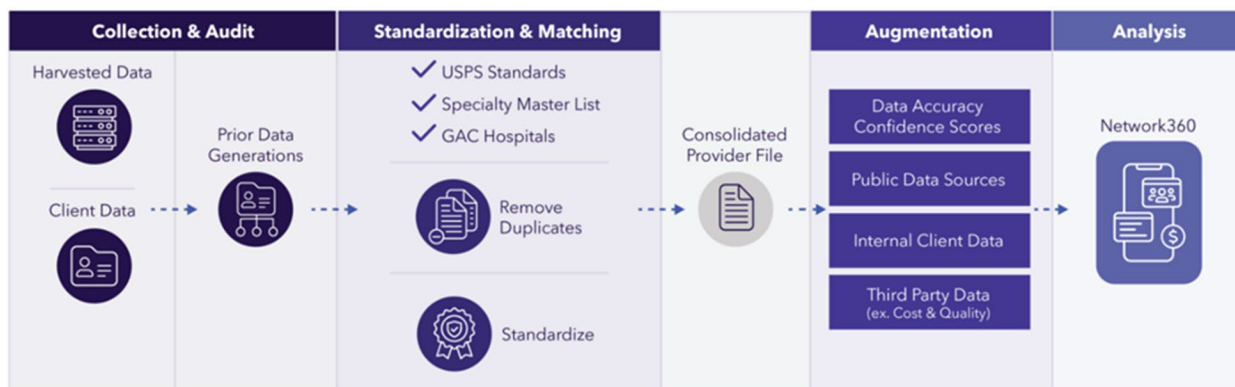 Collection & Audit
Harvested Data
Client Data
Prior Data
Generations
Standardization & Matching
USPS Standards
Specialty Master List
GAC Hospitals
Remove
Duplicates
Standardize
Consolidated
Provider File
Augmentation
Data Accuracy
Confidence Scores
Public Data Sources
Internal Client Data
Third Party Data
(ex. Cost & Quality)
Analysis
Network360
$